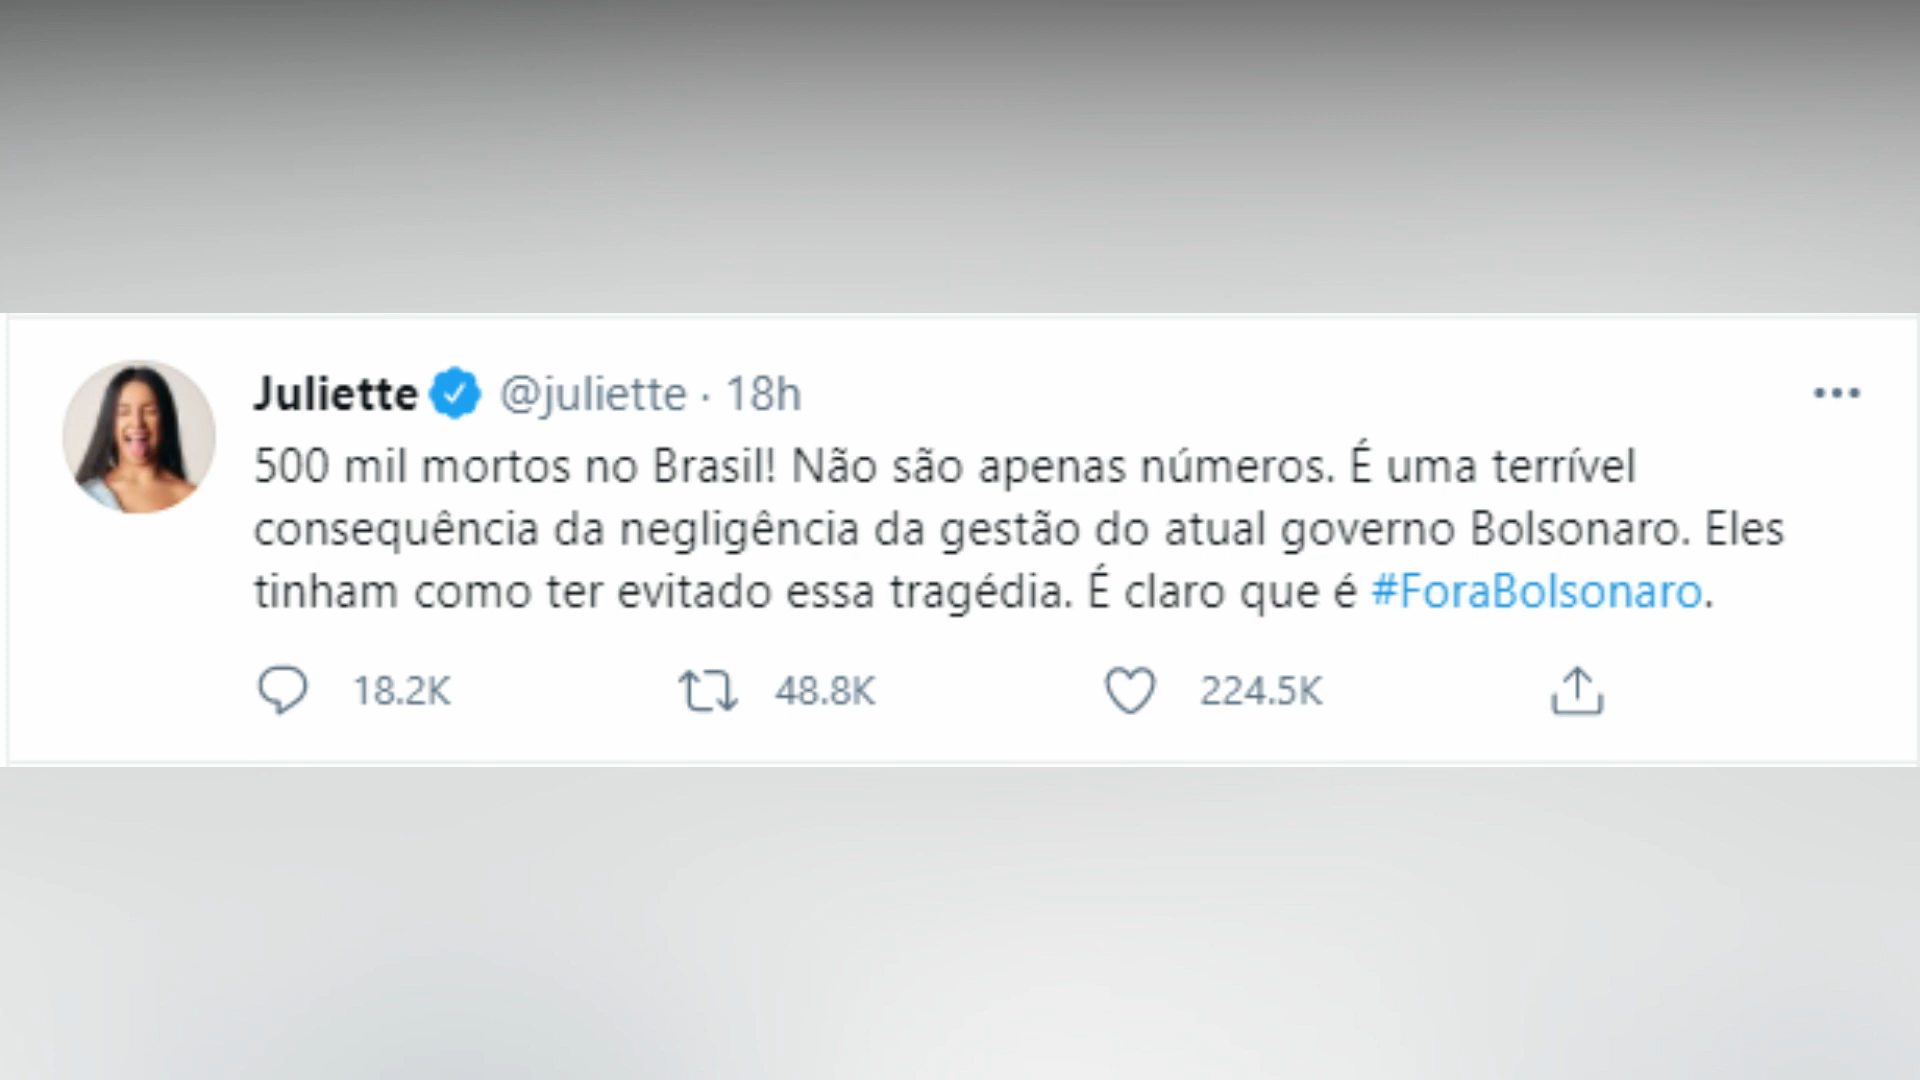 Juliette @juliette · 18h
500 mil mortos no Brasil! Não são apenas números. É uma terrível
consequência da negligência da gestão do atual governo Bolsonaro. Eles
tinham como ter evitado essa tragédia. É claro que é #ForaBolsonaro.
18.2K 48.8K 224.5K